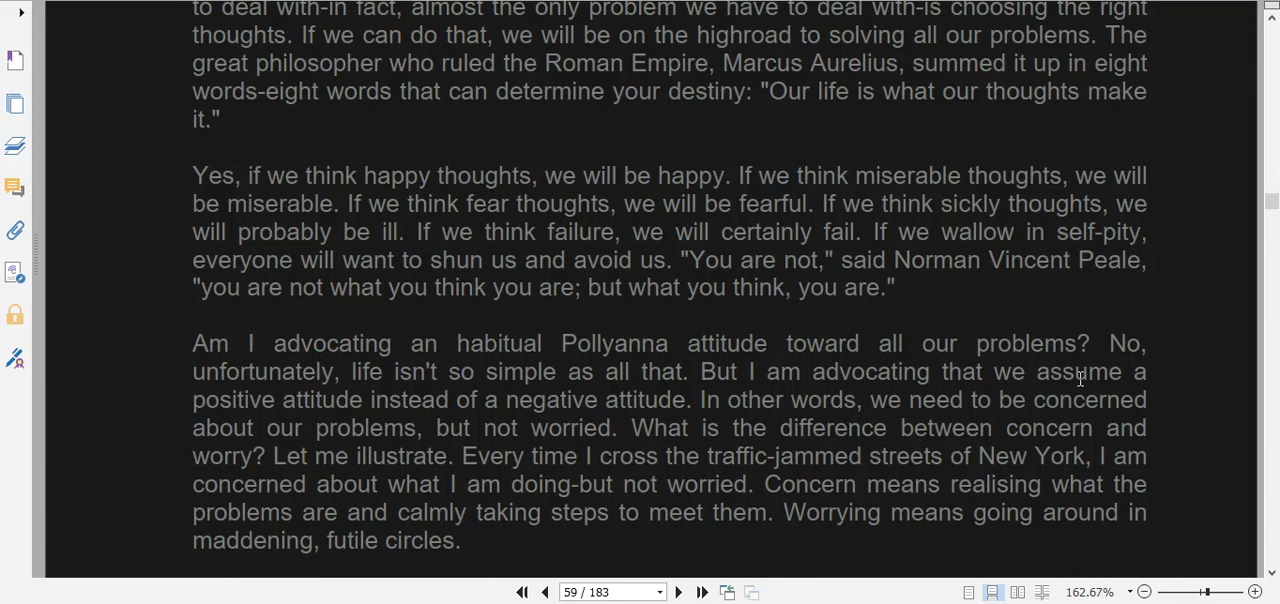 to deal with-in fact, almost the only problem we have to deal with-is choosing the right
thoughts. If we can do that, we will be on the highroad to solving all our problems. The
great philosopher who ruled the Roman Empire, Marcus Aurelius, summed it up in eight
words-eight words that can determine your destiny: "Our life is what our thoughts make
it."
Yes, if we think happy thoughts, we will be happy. If we think miserable thoughts, we will
be miserable. If we think fear thoughts, we will be fearful. If we think sickly thoughts, we
will probably be ill. If we think failure, we will certainly fail. If we wallow in self-pity,
everyone will want to shun us and avoid us. "You are not," said Norman Vincent Peale,
"you are not what you think you are; but what you think, you are."
Am I advocating an habitual Pollyanna attitude toward all our problems? No,
unfortunately, life isn't so simple as all that. But I am advocating that we assume a
positive attitude instead of a negative attitude. In other words, we need to be concerned
about our problems, but not worried. What is the difference between concern and
worry? Let me illustrate. Every time I cross the traffic-jammed streets of New York, I am
concerned about what I am doing-but not worried. Concern means realising what the
problems are and calmly taking steps to meet them. Worrying means going around in
maddening, futile circles.
59 / 183
162.67%